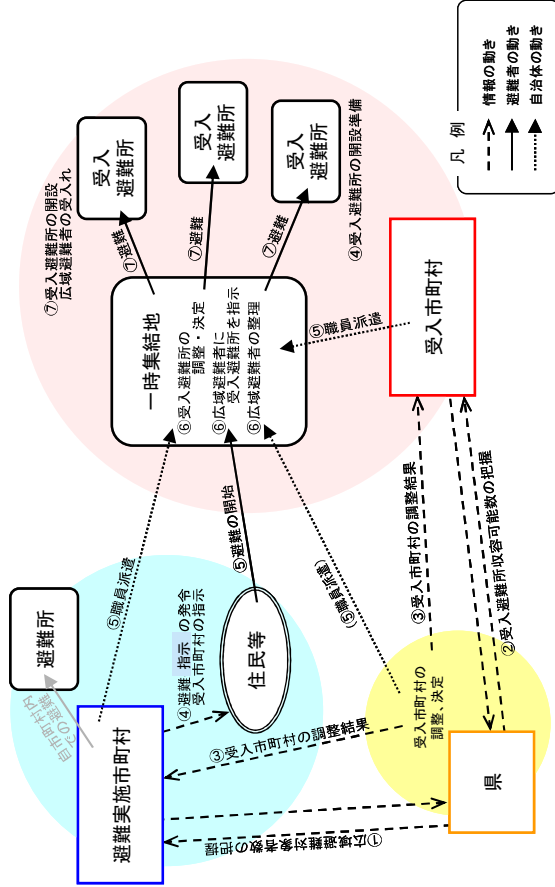 自市町村内
での避難
避難所
避難実施市町村
⑤職員派遣
④避難 指示 の発令
受入市町村の指示
住民等
⑤避難の開始
③受入市町村の調整結果
①広域避難対象者数の把握
県
受入市町村の
調整、決定
(⑤職員派遣)
③受入市町村の調整結果
②受入避難所収容可能数の把握
⑦受入避難所の開設
広域避難者の受入れ
一時集結地
⑥受入避難所の
調整・決定
⑥広域避難者に
受入避難所を指示
⑥広域避難者の整理
⑦避難
⑦避難
⑦避難
受入
避難所
受入
避難所
受入
避難所
④受入避難所の開設準備
⑤職員派遣
受入市町村
凡 例
情報の動き
避難者の動き
自治体の動き